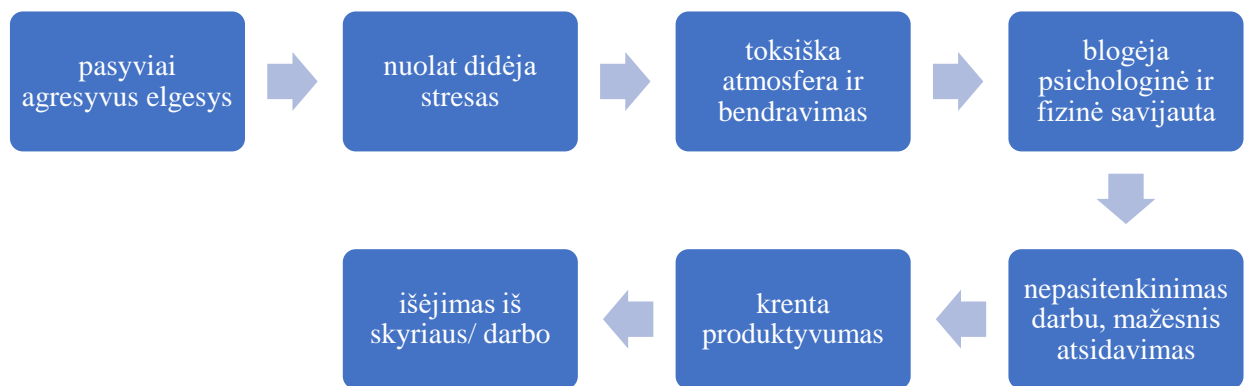 pasyviai
agresyvus elgesys
nuolat didėja
stresas
toksiška
atmosfera ir
bendravimas
blogėja
psichologinė ir
fizinė savijauta
nepasitenkinimas
darbu, mažesnis
atsidavimas
krenta
produktyvumas
išėjimas iš
skyriaus/ darbo